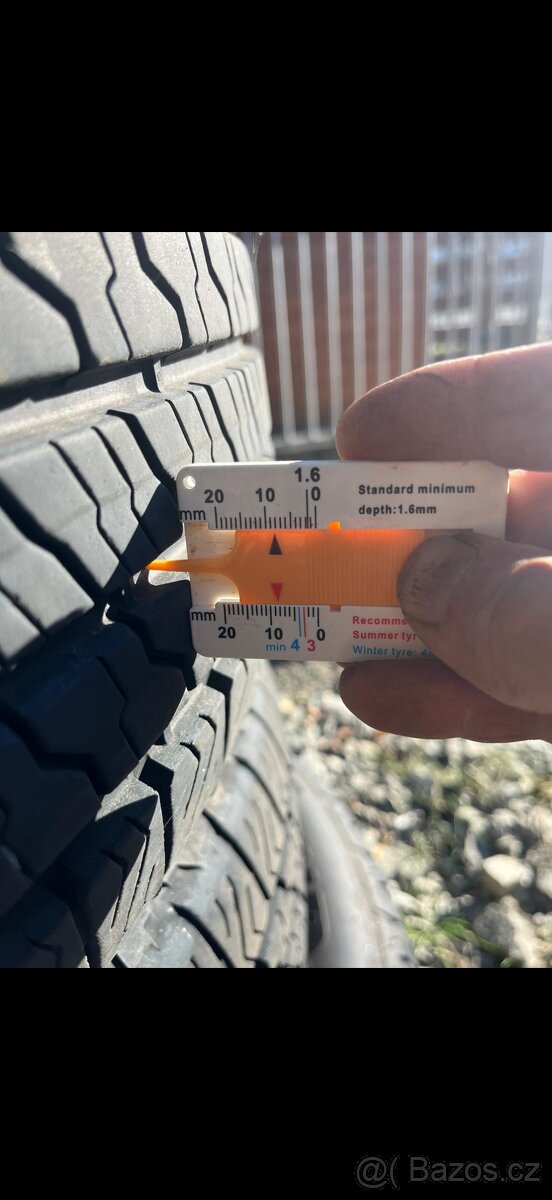 1.6
20 10 0
mm
Standard minimum
depth:1.6mm
mm
20 10 0
min 4 3
Recomme
Summer tyr
Winter tyre: 4
@( Bazos.cz